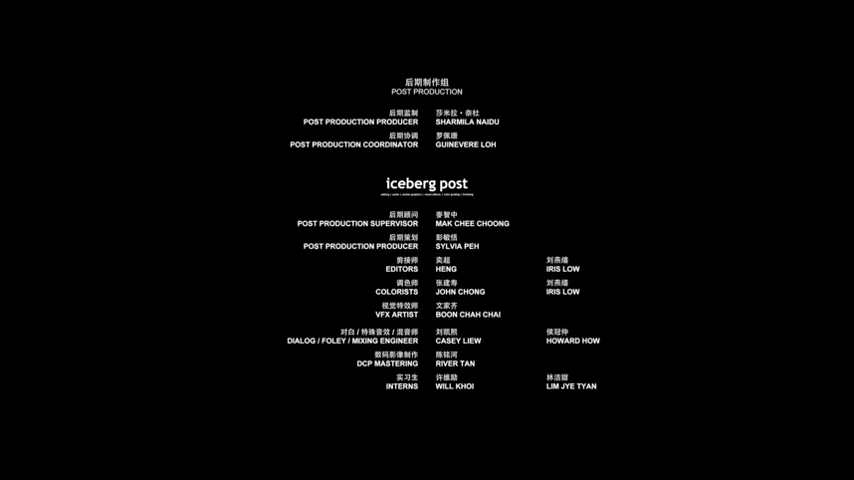 后期制作组
POST PRODUCTION
后期监制 莎米拉·奈杜
POST PRODUCTION PRODUCER SHARMILA NAIDU
后期协调 罗佩珊
POST PRODUCTION COORDINATOR GUINEVERE LOH
iceberg post
后期顾问 麥智中
POST PRODUCTION SUPERVISOR MAK CHEE CHOONG
后期策划 彭敏恬
POST PRODUCTION PRODUCER SYLVIA PEH
剪接师 奕超 刘燕燔
EDITORS HENG IRIS LOW
调色师 张建寿 刘燕燔
COLORISTS JOHN CHONG IRIS LOW
视觉特效师 文家齐
VFX ARTIST BOON CHAH CHAI
对白 / 特殊音效 / 混音师 刘凯熙 侯冠仲
DIALOG / FOLEY / MIXING ENGINEER CASEY LIEW HOWARD HOW
数码影像制作 陈铭河
DCP MASTERING RIVER TAN
实习生 许维勋 林洁甜
INTERNS WILL KHOI LIM JYE TYAN